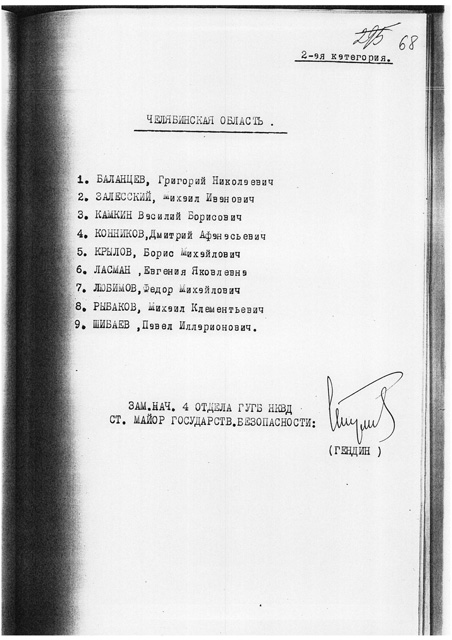 295 68
2-ая категория.
ЧЕЛЯБИНСКАЯ ОБЛАСТЬ .
1. БАЛАНЦЕВ, Григорий Николаевич
2. ЗАЛЕССКИЙ, Михаил Иванович
3. КАМКИН Василий Борисович
4. КОННИКОВ,Дмитрий Афанасьевич
5. КРЫЛОВ, Борис Михайлович
6. ЛАСМАН ,Евгения Яковлевна
7. ЛЮБИМОВ,Федор Михайлович
8. РЫБАКОВ, Михаил Клементьевич
9. ШИБАЕВ ,Павел Илларионович.
ЗАМ.НАЧ. 4 ОТДЕЛА ГУГБ НКВД
СТ. МАЙОР ГОСУДАРСТВ.БЕЗОПАСНОСТИ:
(ГЕНДИН )